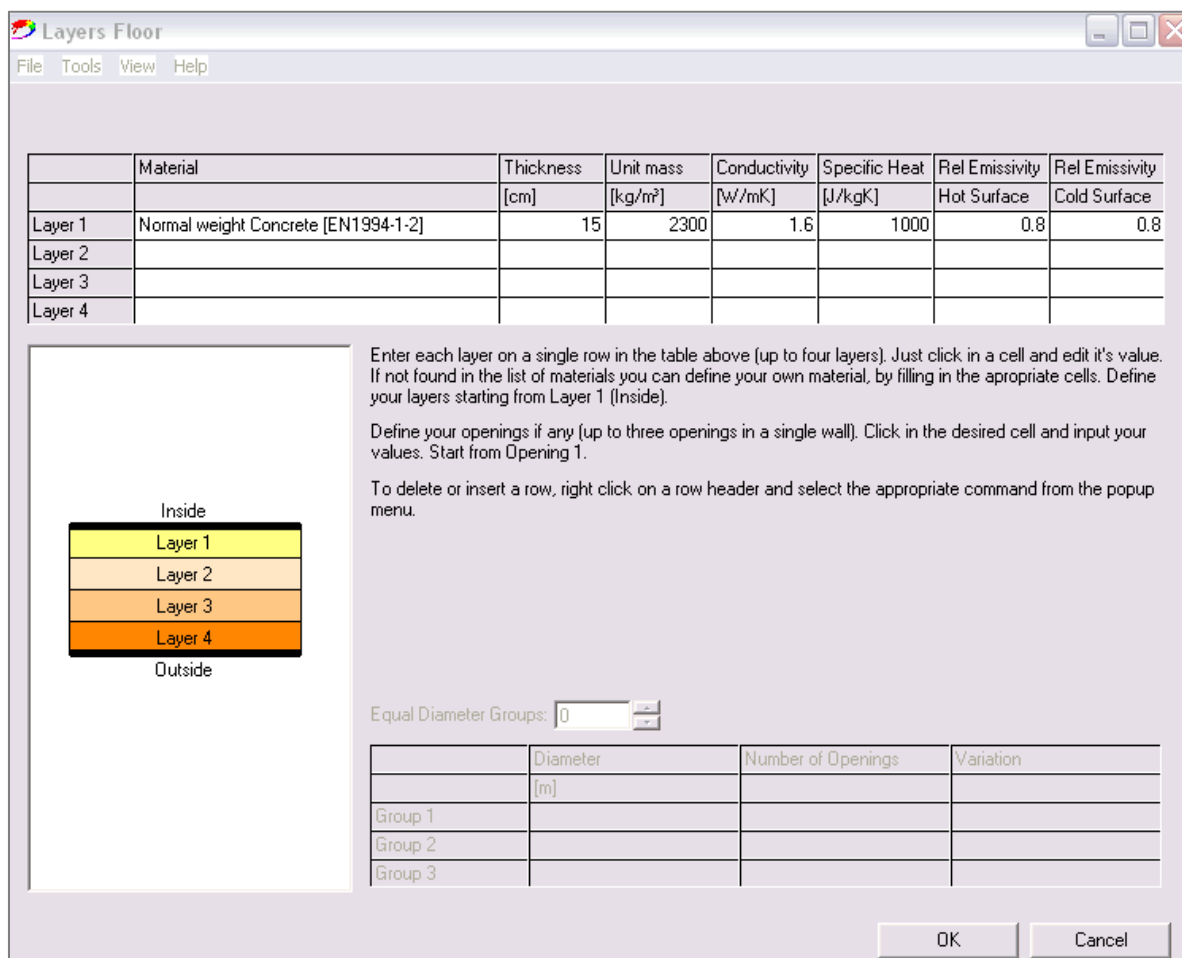 Layers Floor
File Tools View Help
Material Thickness Unit mass Conductivity Specific Heat Rel Emissivity Rel Emissivity
[cm] [kg/m³] [W/mK] [J/kgK] Hot Surface Cold Surface
Layer 1 Normal weight Concrete [EN1994-1-2] 15 2300 1.6 1000 0.8 0.8
Layer 2
Layer 3
Layer 4
Enter each layer on a single row in the table above (up to four layers). Just click in a cell and edit it's value.
If not found in the list of materials you can define your own material, by filling in the apropriate cells. Define
your layers starting from Layer 1 (Inside).
Define your openings if any (up to three openings in a single wall). Click in the desired cell and input your
values. Start from Opening 1.
To delete or insert a row, right click on a row header and select the appropriate command from the popup
menu.
Inside
Layer 1
Layer 2
Layer 3
Layer 4
Outside
Equal Diameter Groups: 0
Diameter Number of Openings Variation
[m]
Group 1
Group 2
Group 3
OK Cancel